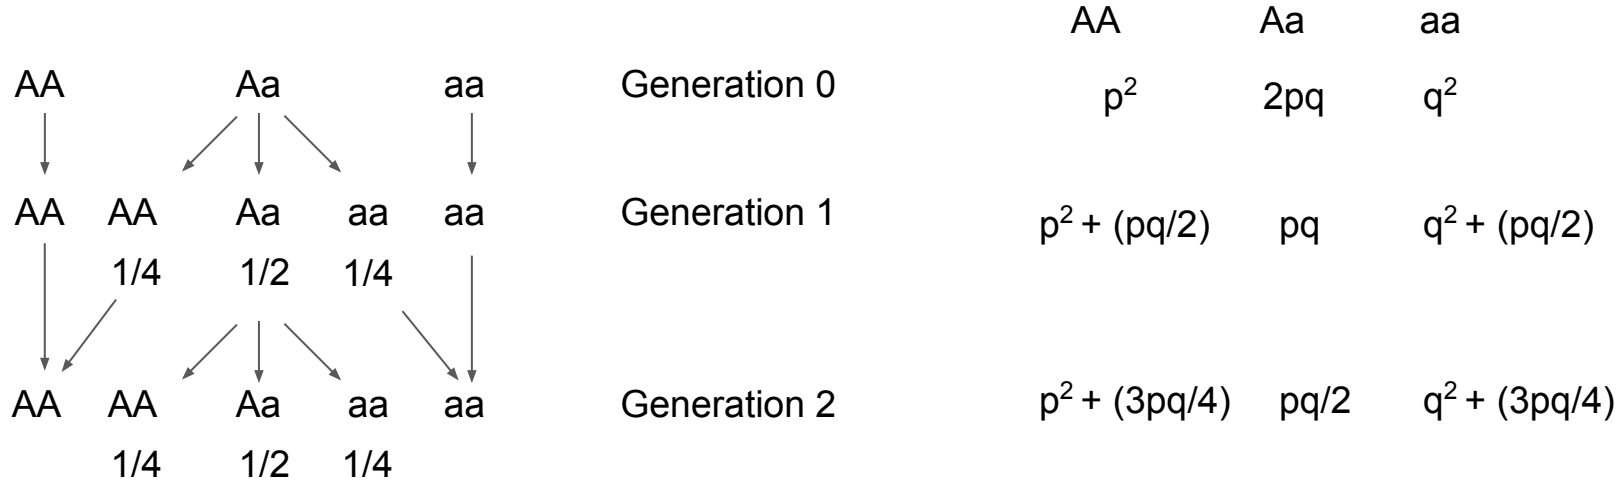 AA Aa aa
AA Aa aa Generation 0 p² 2pq q²
AA AA Aa aa aa Generation 1 p² + (pq/2) pq q² + (pq/2)
1/4 1/2 1/4
AA AA Aa aa aa Generation 2 p² + (3pq/4) pq/2 q² + (3pq/4)
1/4 1/2 1/4